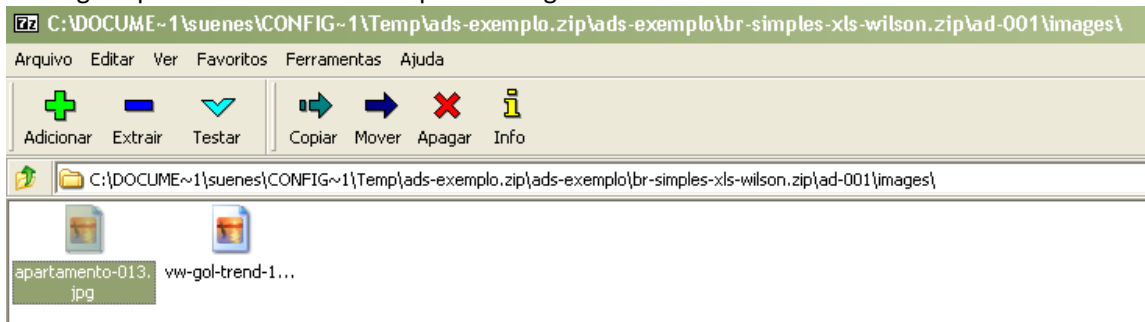 7z C:\DOCUME~1\suenes\CONFIG~1\Temp\ads-exemplo.zip\ads-exemplo\br-simples-xls-wilson.zip\ad-001\images\
Arquivo Editar Ver Favoritos Ferramentas Ajuda
Adicionar Extrair Testar Copiar Mover Apagar Info
C:\DOCUME~1\suenes\CONFIG~1\Temp\ads-exemplo.zip\ads-exemplo\br-simples-xls-wilson.zip\ad-001\images\
apartamento-013. vw-gol-trend-1...
jpg